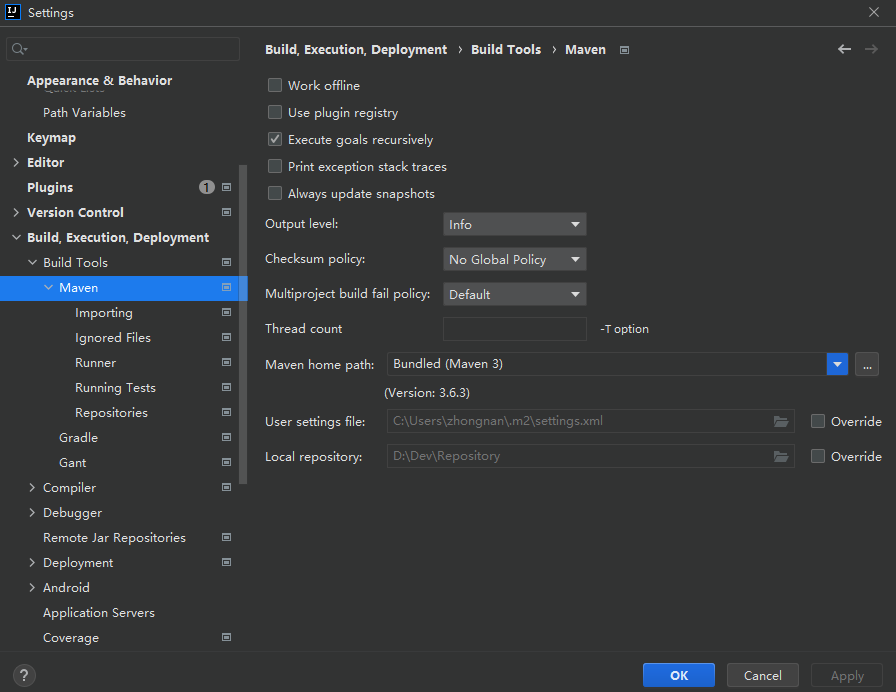 Settings
Appearance & Behavior
Path Variables
Keymap
Editor
Plugins 1
Version Control
Build, Execution, Deployment
Build Tools
Maven
Importing
Ignored Files
Runner
Running Tests
Repositories
Gradle
Gant
Compiler
Debugger
Remote Jar Repositories
Deployment
Android
Application Servers
Coverage
Build, Execution, Deployment › Build Tools › Maven
Work offline
Use plugin registry
Execute goals recursively
Print exception stack traces
Always update snapshots
Output level: Info
Checksum policy: No Global Policy
Multiproject build fail policy: Default
Thread count -T option
Maven home path: Bundled (Maven 3) ...
(Version: 3.6.3)
User settings file: C:\Users\zhongnan\.m2\settings.xml Override
Local repository: D:\Dev\Repository Override
? OK Cancel Apply